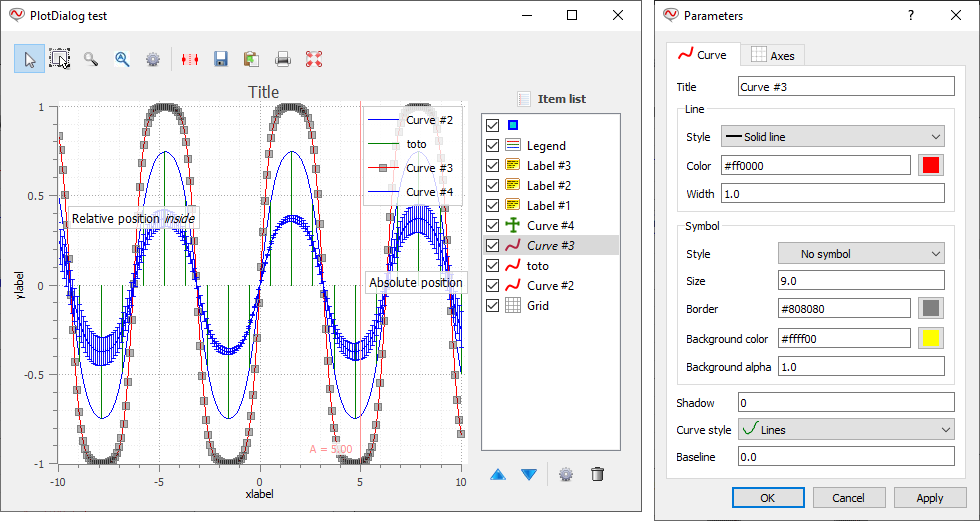 PlotDialog test
Title
1
0.5
0
-0.5
-1
ylabel
-10
-5
0
5
10
xlabel
Curve #2
toto
Curve #3
Curve #4
Relative position inside
Absolute position
A = 5.00
Item list
Legend
Label #3
Label #2
Label #1
Curve #4
Curve #3
toto
Curve #2
Grid
Parameters
?
Curve
Axes
Title
Curve #3
Line
Style
Solid line
Color
#ff0000
Width
1.0
Symbol
Style
No symbol
Size
9.0
Border
#808080
Background color
#ffff00
Background alpha
1.0
Shadow
0
Curve style
Lines
Baseline
0.0
OK
Cancel
Apply